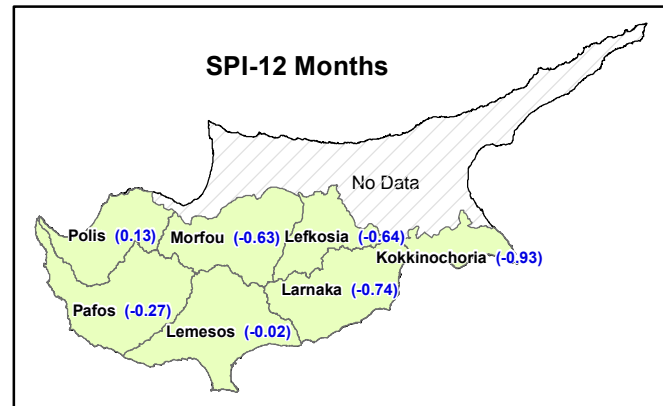 SPI-12 Months
No Data
Polis (0.13)
Morfou (-0.63)
Lefkosia (-0.64)
Kokkinochoria (-0.93)
Larnaka (-0.74)
Pafos (-0.27)
Lemesos (-0.02)